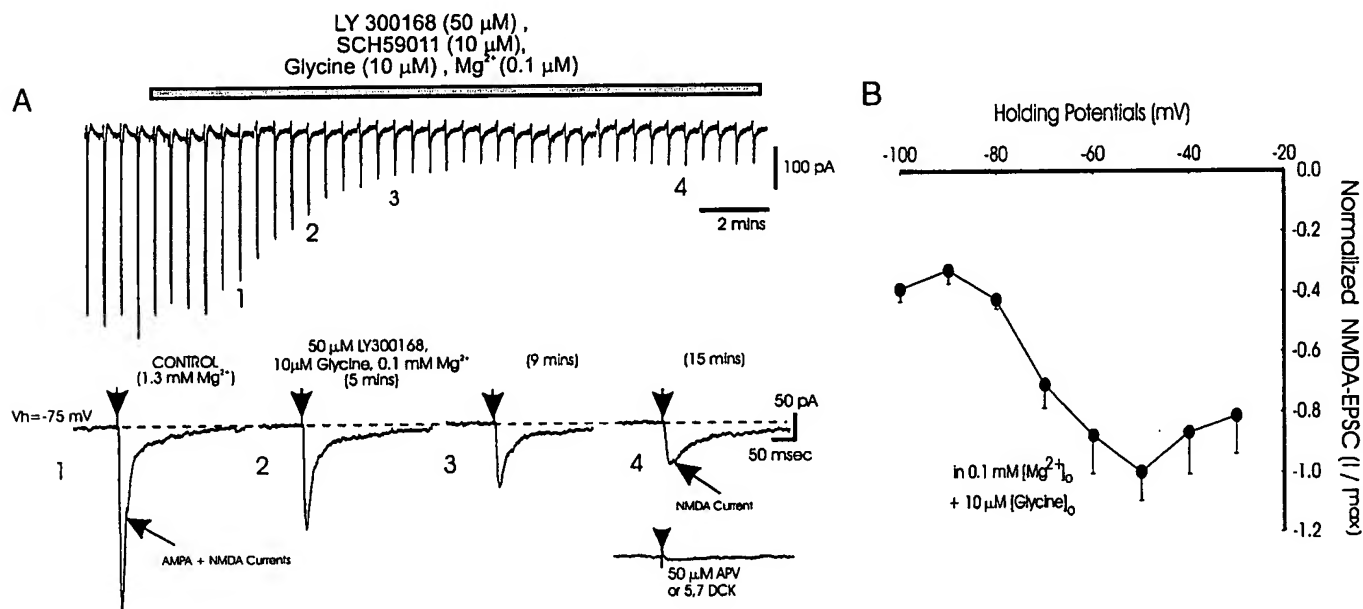 LY 300168 (50 µM) ,
SCH59011 (10 µM),
Glycine (10 µM) , Mg²⁺ (0.1 µM)
A
100 pA
1
2
3
4
2 mins
CONTROL
(1.3 mM Mg²⁺)
50 µM LY300168,
10µM Glycine, 0.1 mM Mg²⁺
(5 mins)
(9 mins)
(15 mins)
Vh=-75 mV
50 pA
50 msec
1
2
3
4
AMPA + NMDA Currents
NMDA Current
50 µM APV
or 5,7 DCK
B
Holding Potentials (mV)
-100
-80
-60
-40
-20
0.0
-0.2
-0.4
-0.6
-0.8
-1.0
-1.2
Normalized NMDA-EPSC (I / max)
in 0.1 mM [Mg²⁺]₀
+ 10 µM [Glycine]₀